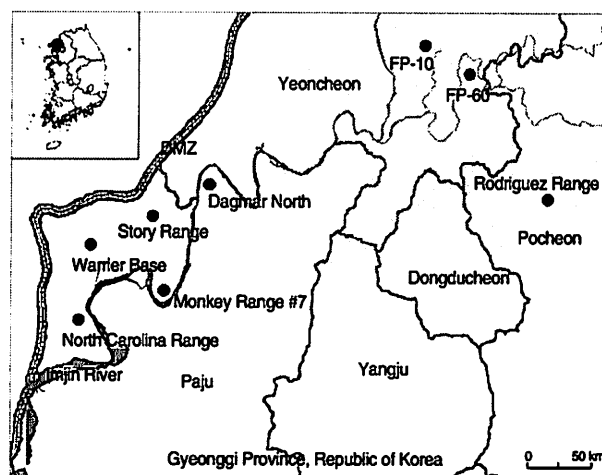 FP-10
Yeoncheon
FP-60
DMZ
Rodriguez Range
Dagmar North
Story Range
Pocheon
Warrier Base
Dongducheon
Monkey Range #7
North Carolina Range
Imjin River
Yangju
Paju
Gyeonggi Province, Republic of Korea
0 50 km